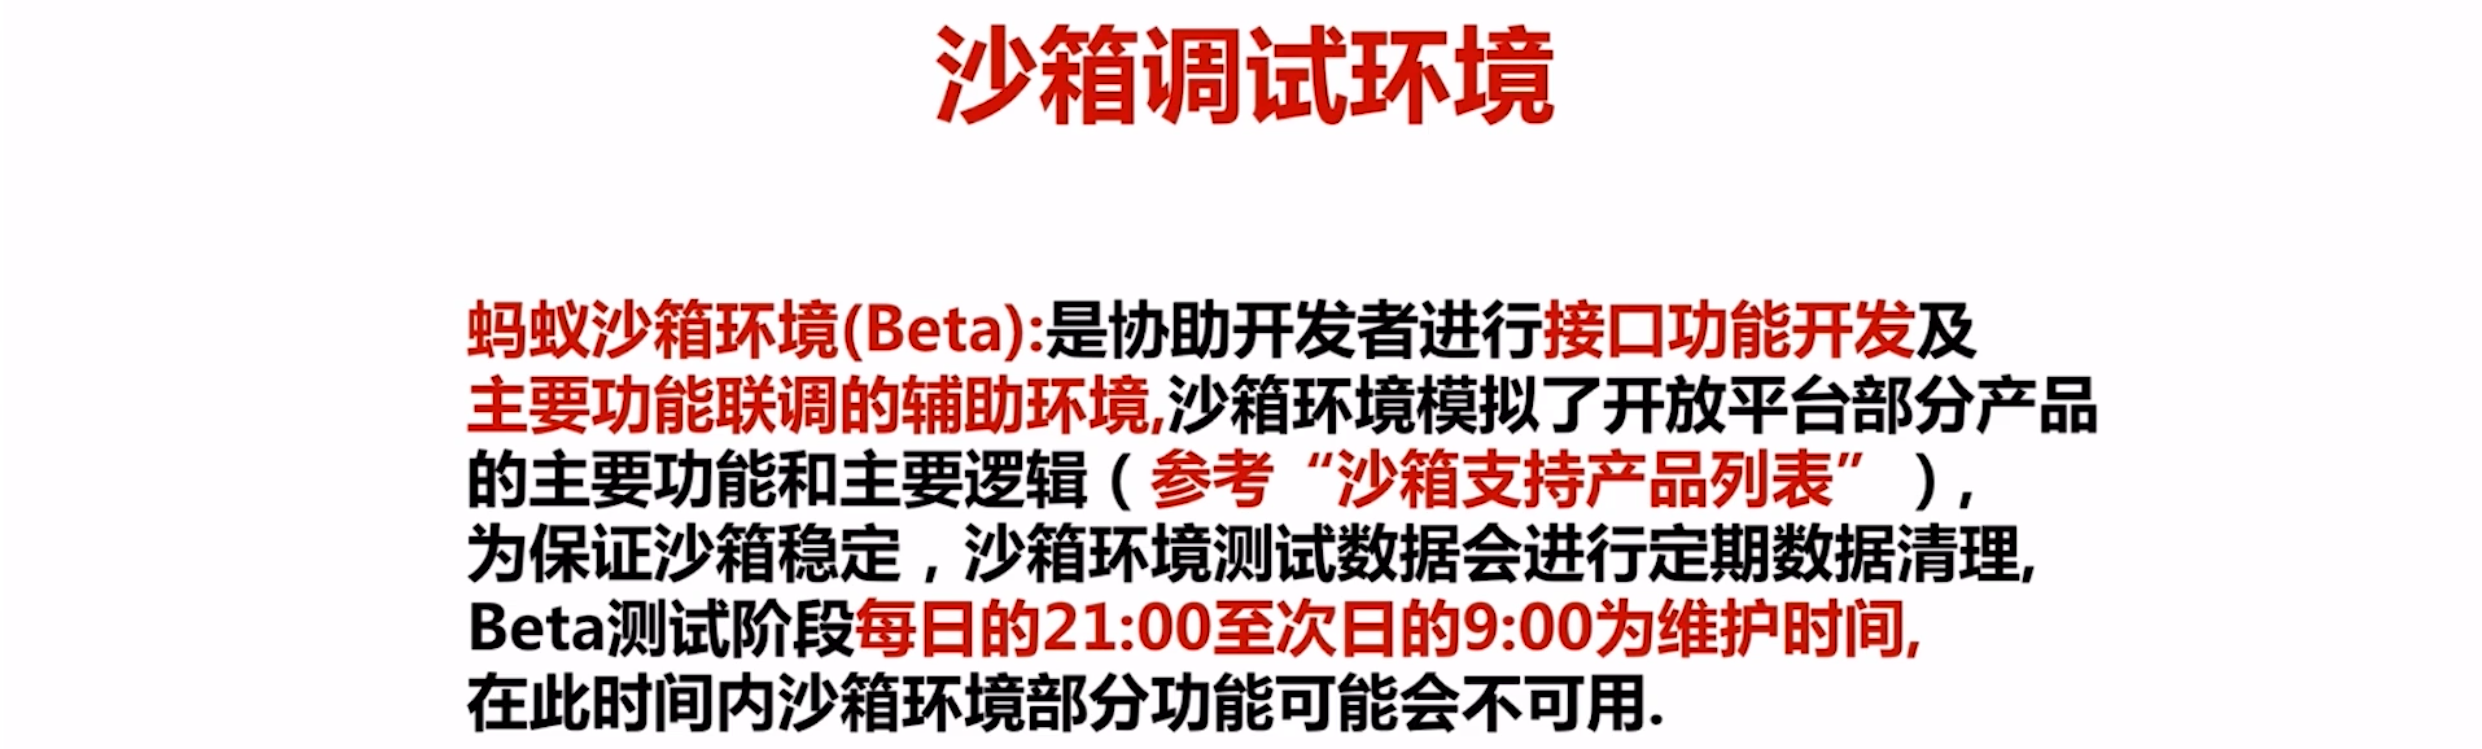 沙箱调试环境
蚂蚁沙箱环境(Beta):是协助开发者进行接口功能开发及
主要功能联调的辅助环境,沙箱环境模拟了开放平台部分产品
的主要功能和主要逻辑（参考“沙箱支持产品列表”），
为保证沙箱稳定，沙箱环境测试数据会进行定期数据清理,
Beta测试阶段每日的21:00至次日的9:00为维护时间,
在此时间内沙箱环境部分功能可能会不可用.